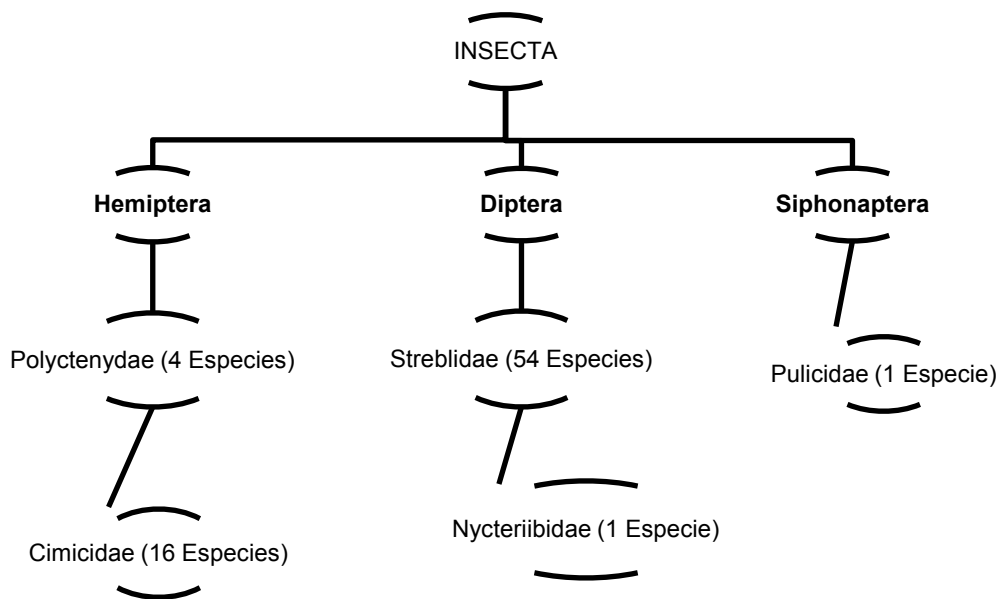 INSECTA
Hemiptera
Diptera
Siphonaptera
Polyctenydae (4 Especies)
Streblidae (54 Especies)
Pulicidae (1 Especie)
Cimicidae (16 Especies)
Nycteriibidae (1 Especie)